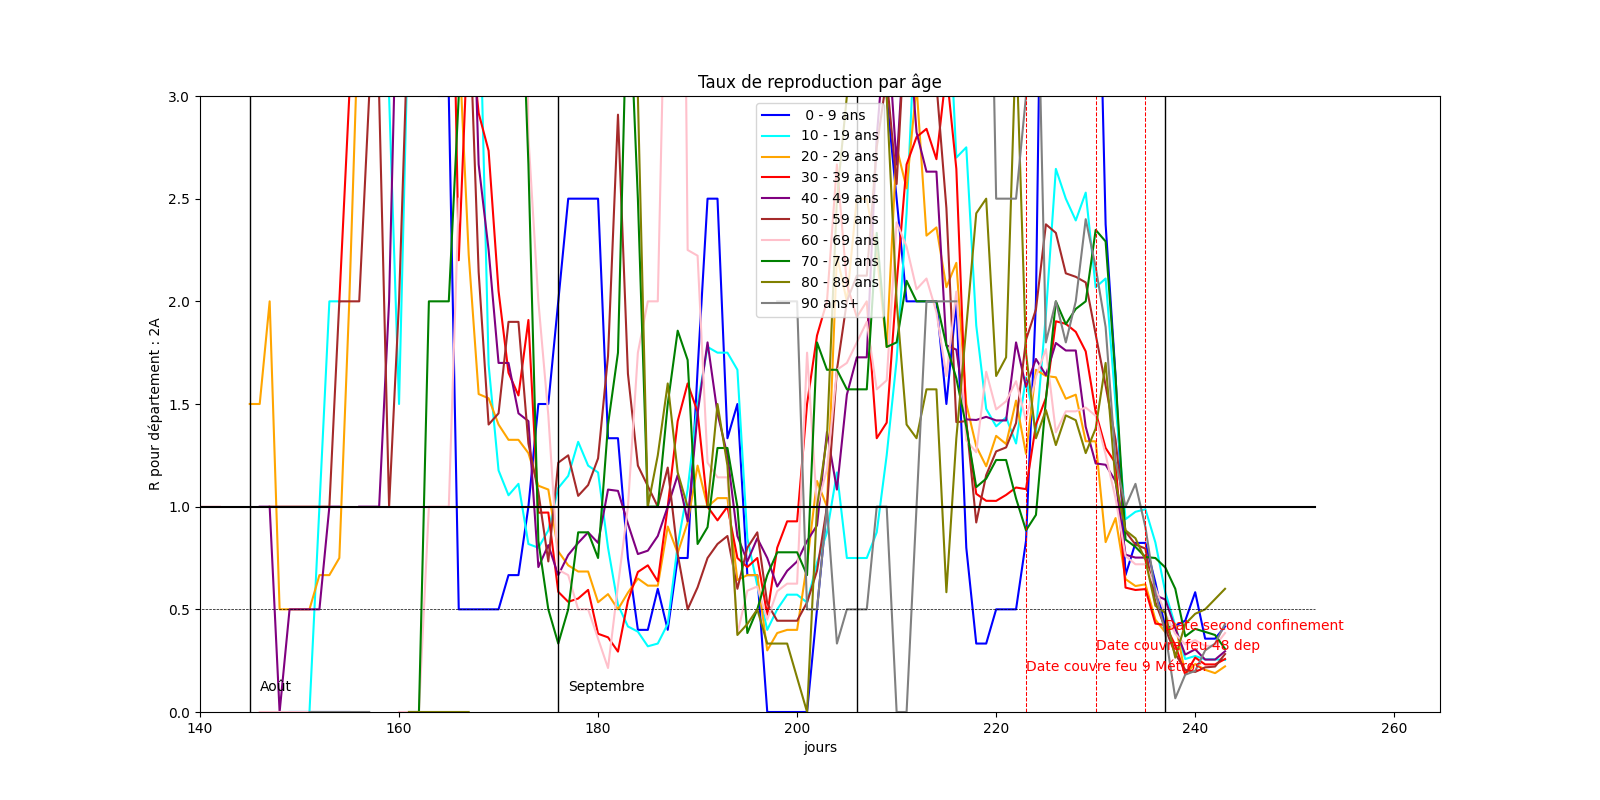 Taux de reproduction par âge
R pour département : 2A
3.0
2.5
2.0
1.5
1.0
0.5
0.0
0 - 9 ans
10 - 19 ans
20 - 29 ans
30 - 39 ans
40 - 49 ans
50 - 59 ans
60 - 69 ans
70 - 79 ans
80 - 89 ans
90 ans+
Date second confinement
Date couvre feu 48 dep
Date couvre feu 9 Métros
Août
Septembre
140
160
180
200
220
240
260
jours